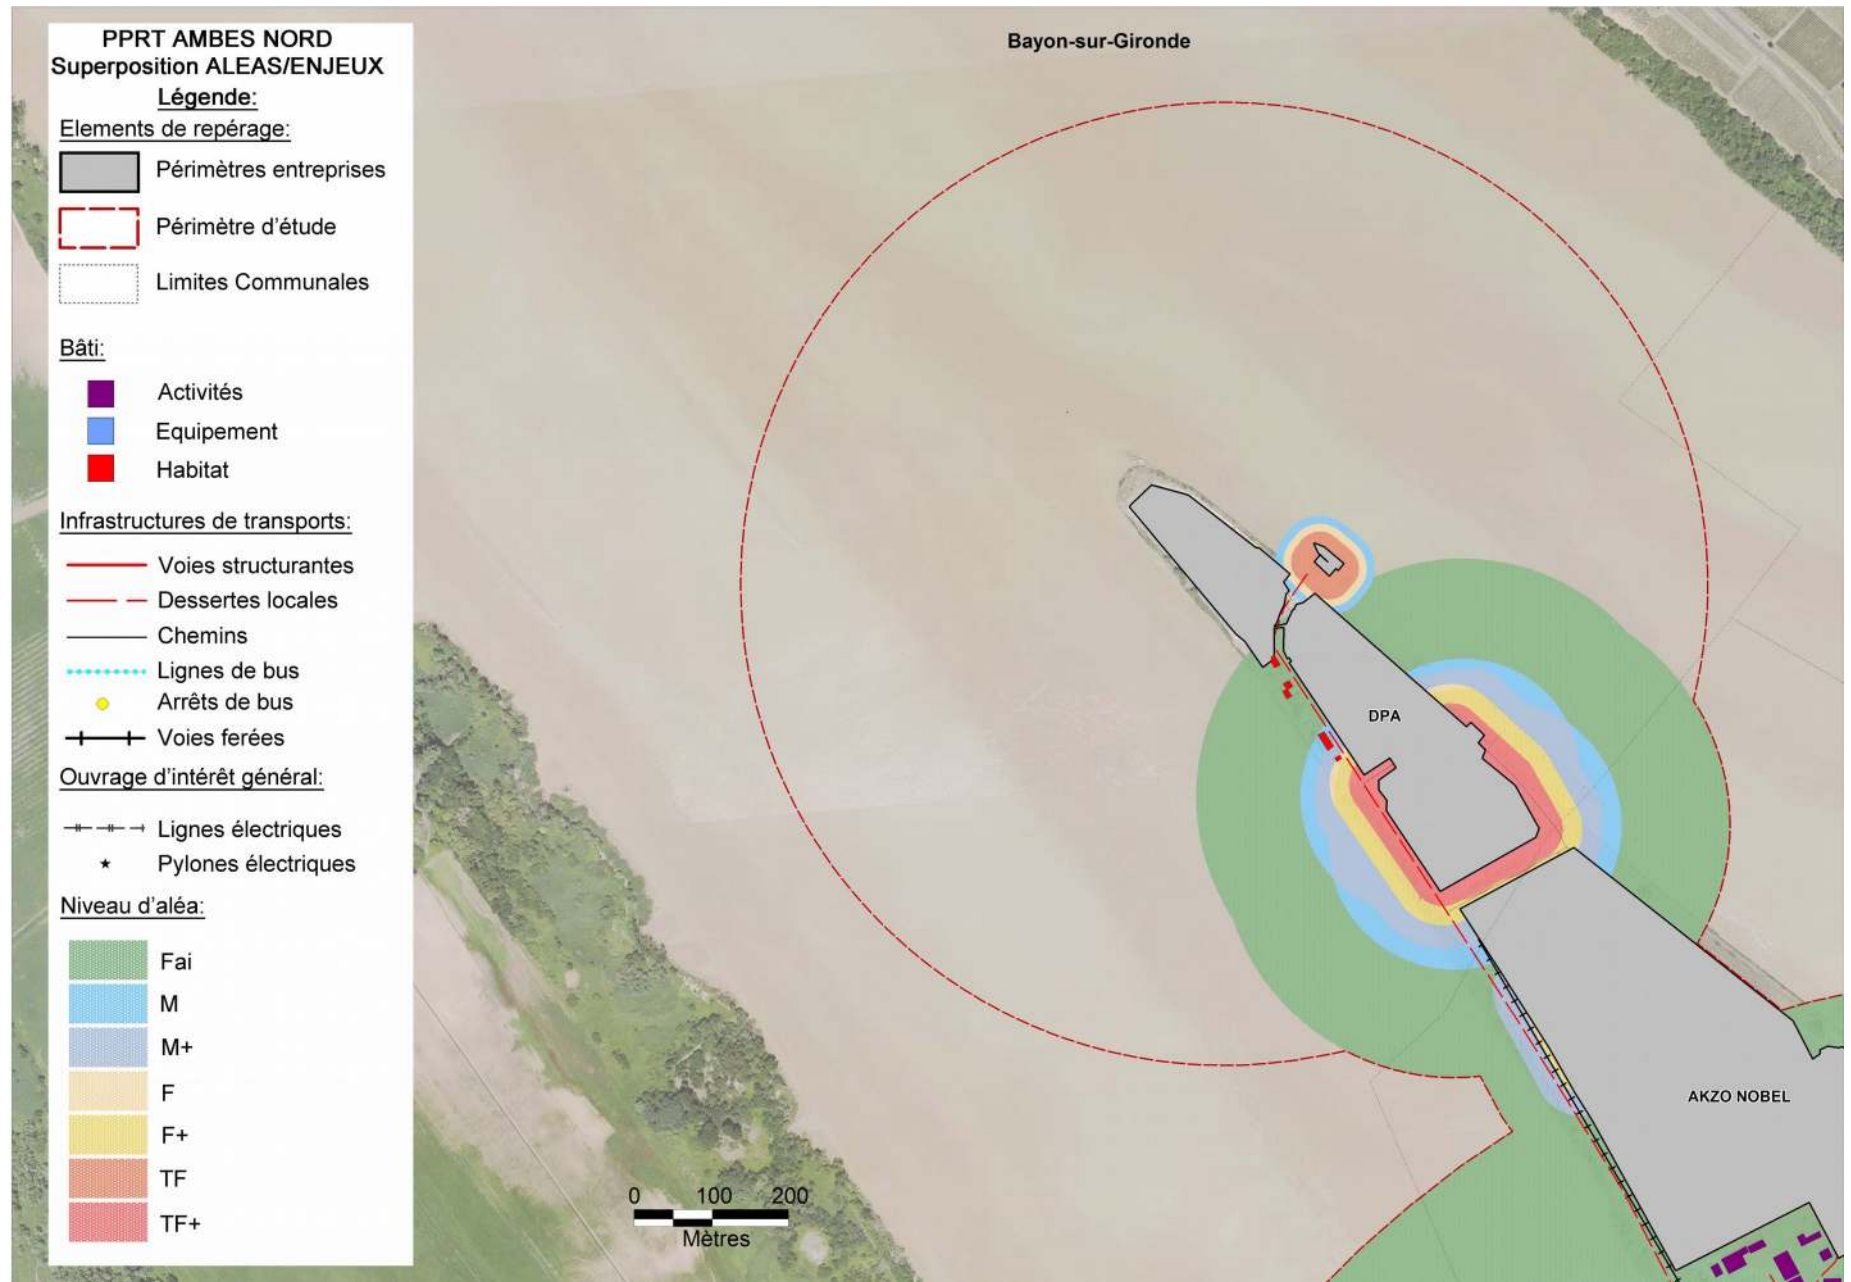 PPRT AMBES NORD
Superposition ALEAS/ENJEUX
Légende:
Elements de repérage:
Périmètres entreprises
Périmètre d'étude
Limites Communales
Bâti:
Activités
Equipement
Habitat
Infrastructures de transports:
Voies structurantes
Dessertes locales
Chemins
Lignes de bus
Arrêts de bus
Voies ferées
Ouvrage d'intérêt général:
Lignes électriques
Pylones électriques
Niveau d'aléa:
Fai
M
M+
F
F+
TF
TF+
Bayon-sur-Gironde
DPA
AKZO NOBEL
0 100 200
Mètres